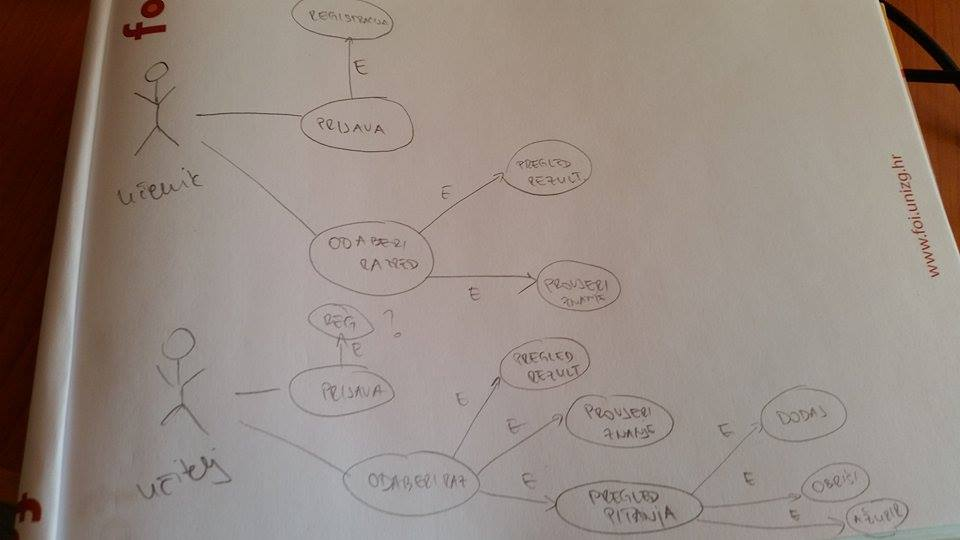 fo
REGISTRACIJA
E
PRIJAVA
učenik
PREGLED
REZULT.
E
ODABERI
RAZRED
E
PROVJERI
ZNANJE
www.foi.unizg.hr
REG ?
E
PRIJAVA
učitelj
PREGLED
REZULT
E
PROVJERI
ZNANJE
E
ODABERI RAZ
E
PREGLED
PITANJA
DODAJ
E
OBRIŠI
E
AŽURIR
E